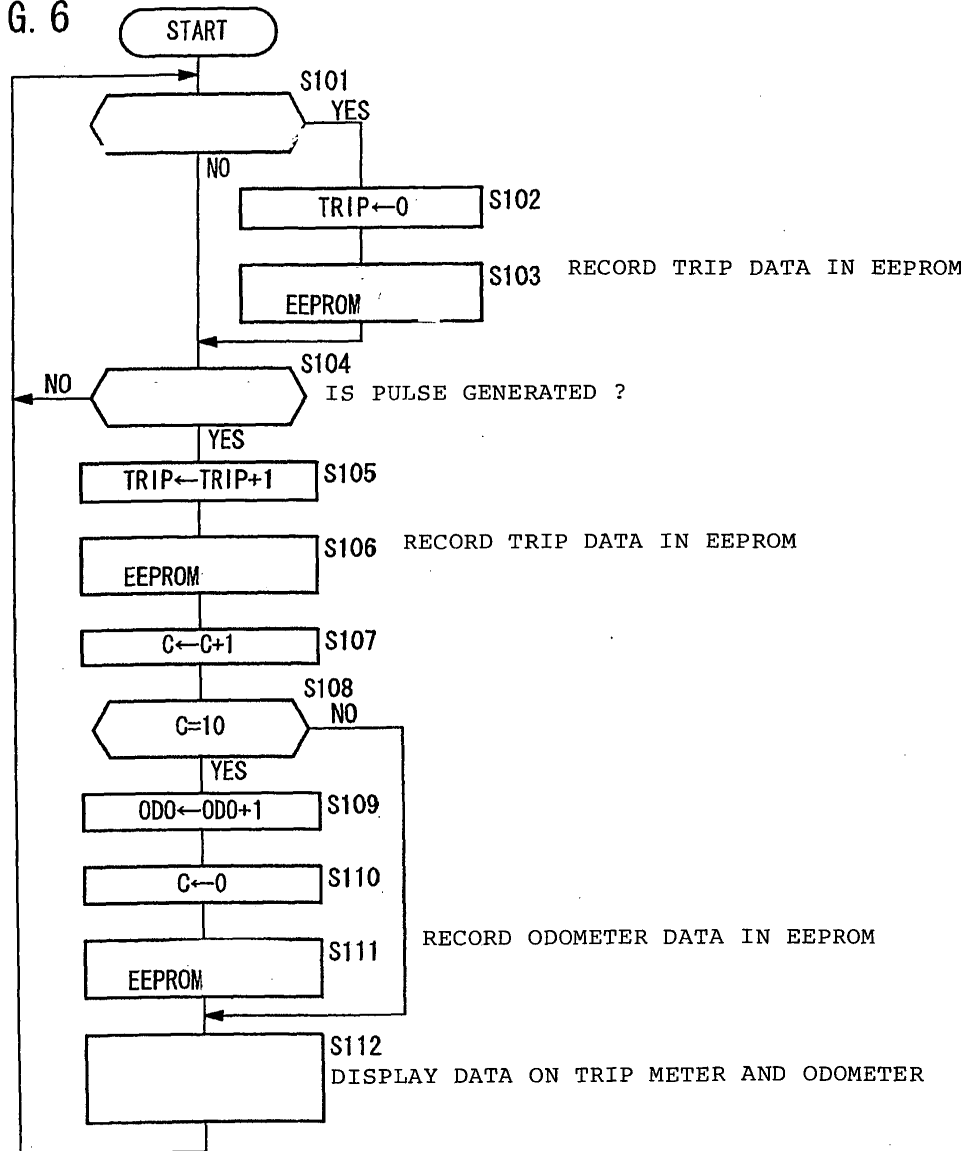 G. 6
START
S101
YES
NO
TRIP←0
S102
EEPROM
S103
RECORD TRIP DATA IN EEPROM
S104
NO
IS PULSE GENERATED ?
YES
TRIP←TRIP+1
S105
EEPROM
S106
RECORD TRIP DATA IN EEPROM
C←C+1
S107
S108
C=10
NO
YES
ODO←ODO+1
S109
C←0
S110
EEPROM
S111
RECORD ODOMETER DATA IN EEPROM
S112
DISPLAY DATA ON TRIP METER AND ODOMETER